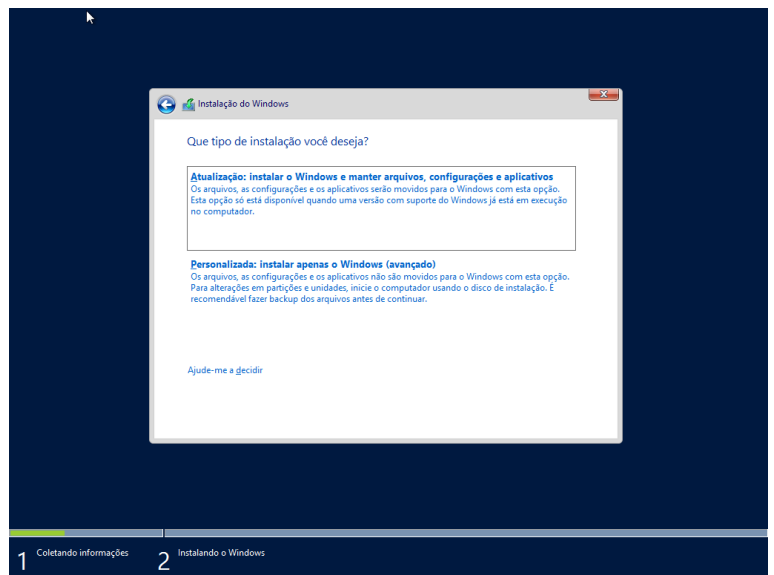 Instalação do Windows
Que tipo de instalação você deseja?
Atualização: instalar o Windows e manter arquivos, configurações e aplicativos
Os arquivos, as configurações e os aplicativos serão movidos para o Windows com esta opção.
Esta opção só está disponível quando uma versão com suporte do Windows já está em execução
no computador.
Personalizada: instalar apenas o Windows (avançado)
Os arquivos, as configurações e os aplicativos não são movidos para o Windows com esta opção.
Para alterações em partições e unidades, inicie o computador usando o disco de instalação. É
recomendável fazer backup dos arquivos antes de continuar.
Ajude-me a decidir
1 Coletando informações
2 Instalando o Windows